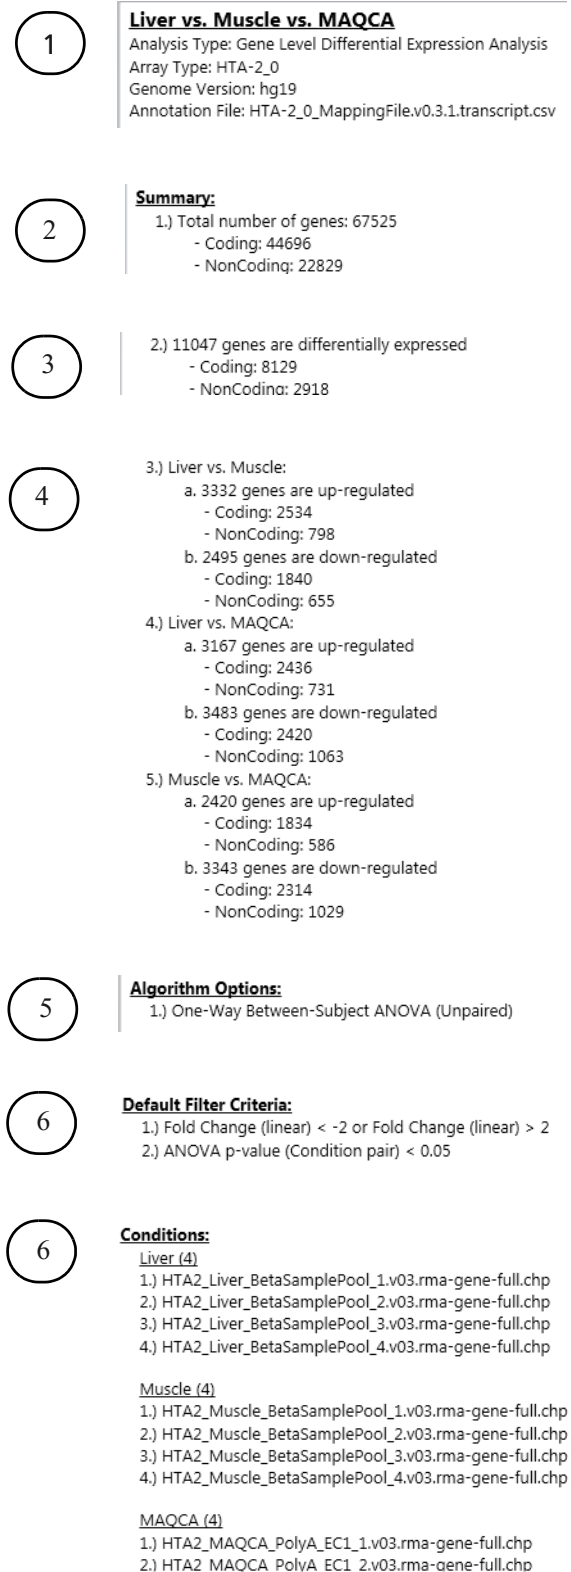 1
Liver vs. Muscle vs. MAQCA
Analysis Type: Gene Level Differential Expression Analysis
Array Type: HTA-2_0
Genome Version: hg19
Annotation File: HTA-2_0_MappingFile.v0.3.1.transcript.csv
2
Summary:
1.) Total number of genes: 67525
- Coding: 44696
- NonCoding: 22829
3
2.) 11047 genes are differentially expressed
- Coding: 8129
- NonCoding: 2918
4
3.) Liver vs. Muscle:
a. 3332 genes are up-regulated
- Coding: 2534
- NonCoding: 798
b. 2495 genes are down-regulated
- Coding: 1840
- NonCoding: 655
4.) Liver vs. MAQCA:
a. 3167 genes are up-regulated
- Coding: 2436
- NonCoding: 731
b. 3483 genes are down-regulated
- Coding: 2420
- NonCoding: 1063
5.) Muscle vs. MAQCA:
a. 2420 genes are up-regulated
- Coding: 1834
- NonCoding: 586
b. 3343 genes are down-regulated
- Coding: 2314
- NonCoding: 1029
5
Algorithm Options:
1.) One-Way Between-Subject ANOVA (Unpaired)
6
Default Filter Criteria:
1.) Fold Change (linear) < -2 or Fold Change (linear) > 2
2.) ANOVA p-value (Condition pair) < 0.05
6
Conditions:
Liver (4)
1.) HTA2_Liver_BetaSamplePool_1.v03.rma-gene-full.chp
2.) HTA2_Liver_BetaSamplePool_2.v03.rma-gene-full.chp
3.) HTA2_Liver_BetaSamplePool_3.v03.rma-gene-full.chp
4.) HTA2_Liver_BetaSamplePool_4.v03.rma-gene-full.chp
Muscle (4)
1.) HTA2_Muscle_BetaSamplePool_1.v03.rma-gene-full.chp
2.) HTA2_Muscle_BetaSamplePool_2.v03.rma-gene-full.chp
3.) HTA2_Muscle_BetaSamplePool_3.v03.rma-gene-full.chp
4.) HTA2_Muscle_BetaSamplePool_4.v03.rma-gene-full.chp
MAQCA (4)
1.) HTA2_MAQCA_PolyA_EC1_1.v03.rma-gene-full.chp
2.) HTA2_MAQCA_PolyA_EC1_2.v03.rma-gene-full.chp